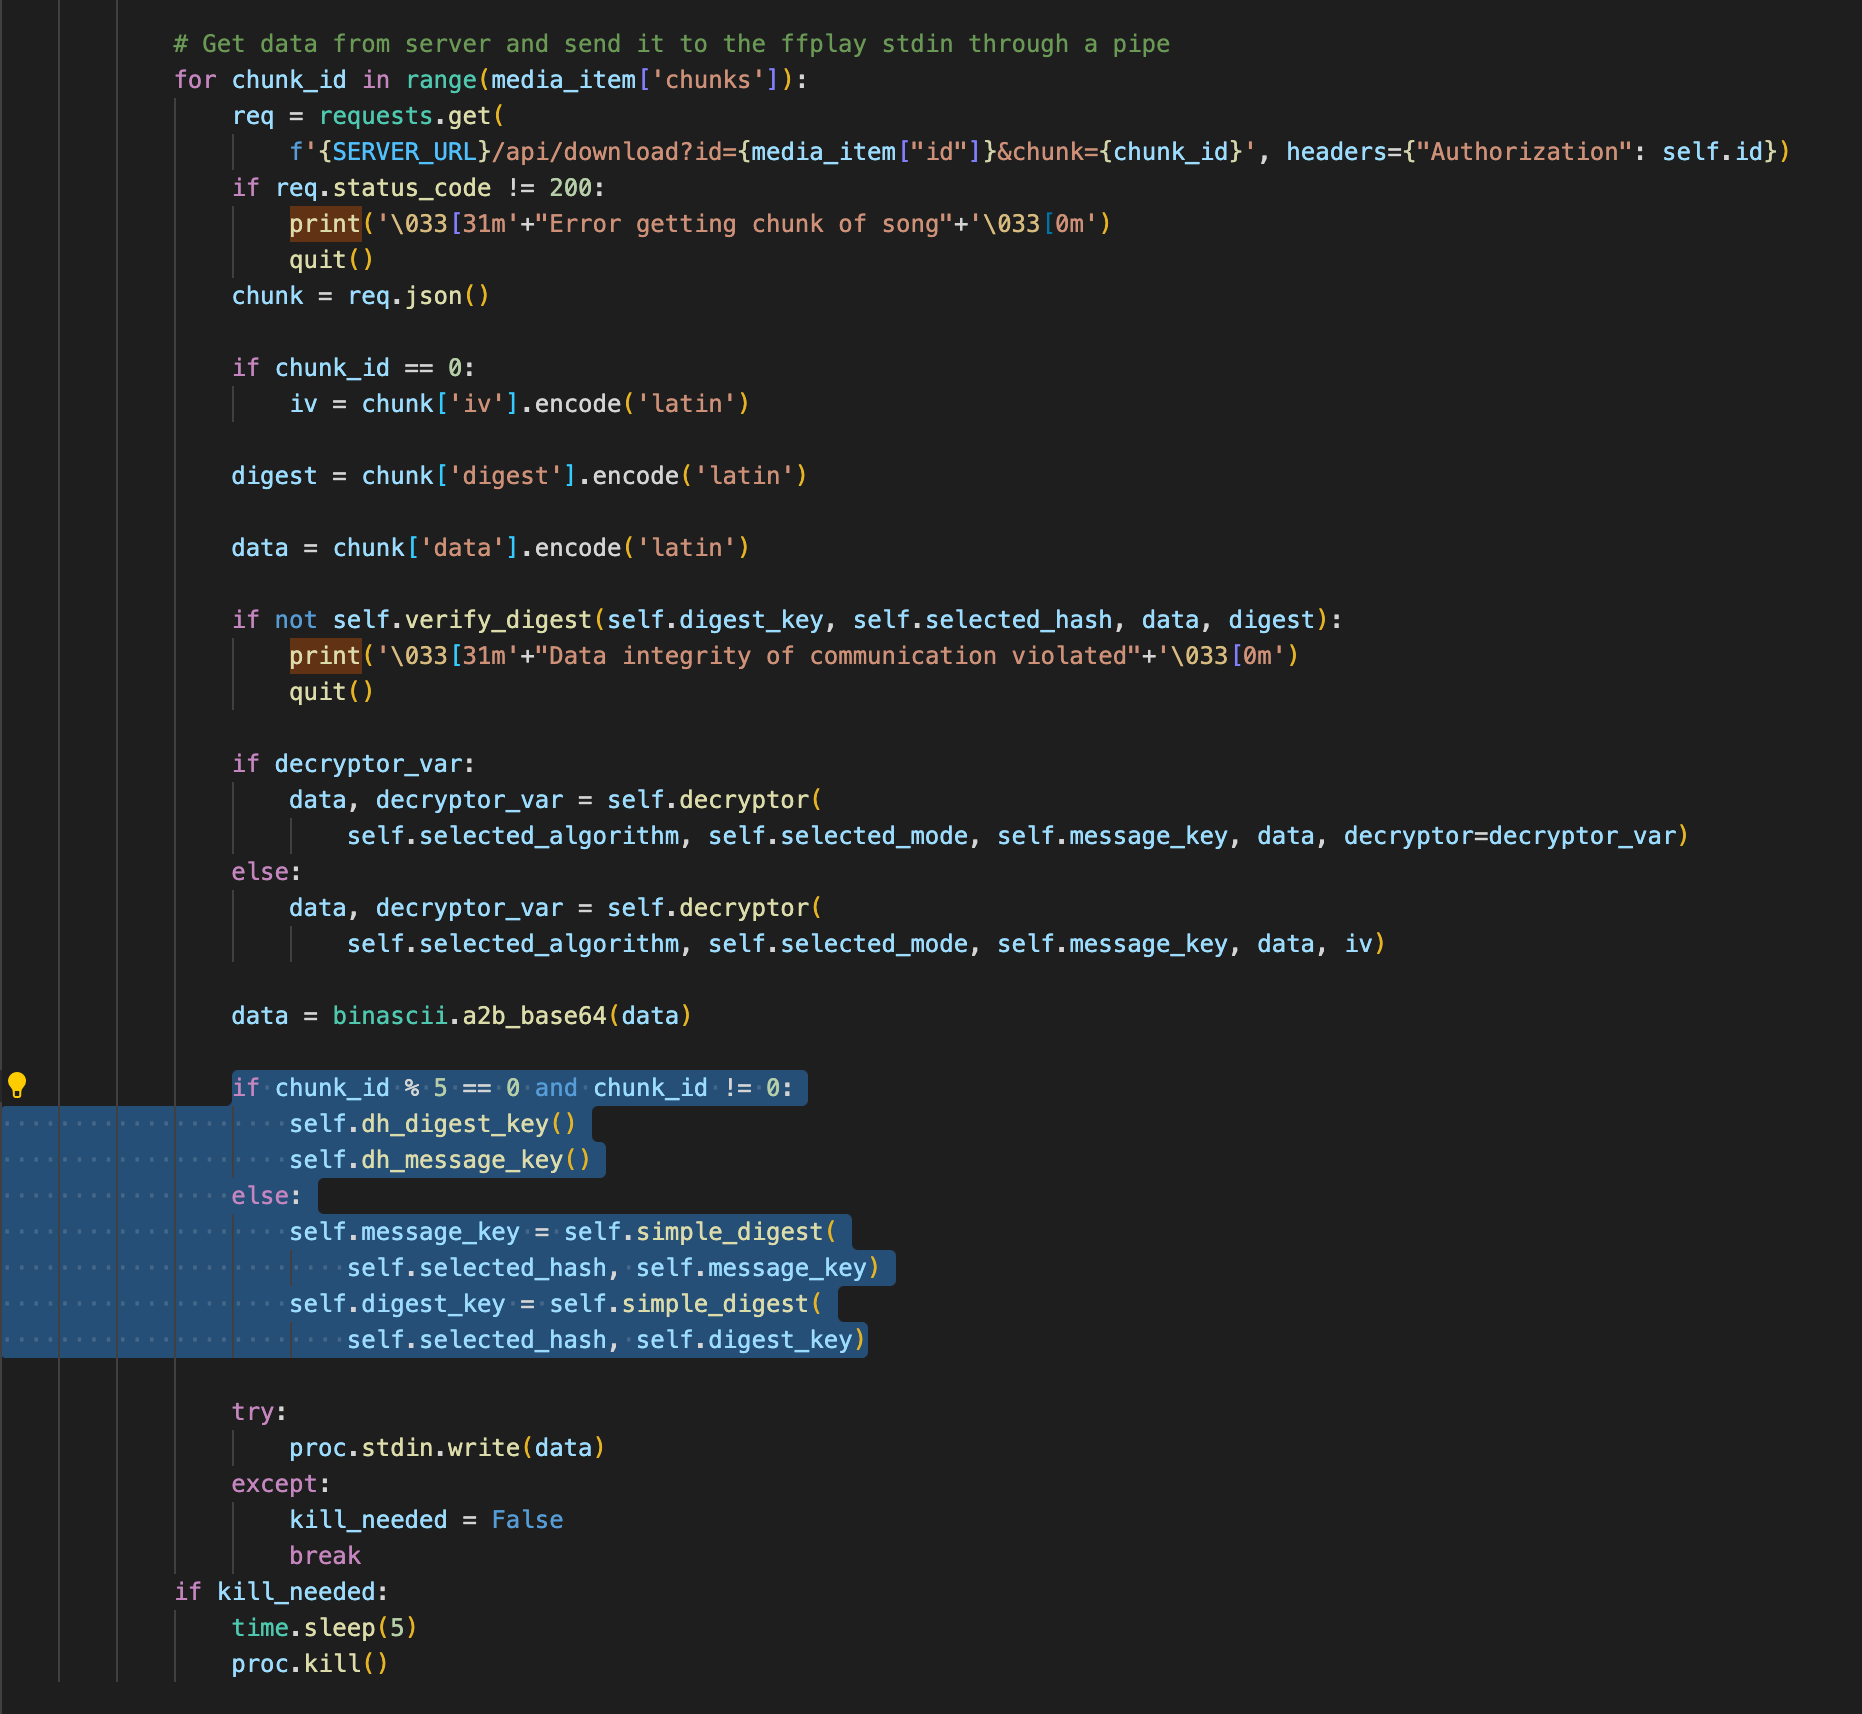 # Get data from server and send it to the ffplay stdin through a pipe
for chunk_id in range(media_item['chunks']):
req = requests.get(
f'{SERVER_URL}/api/download?id={media_item["id"]}&chunk={chunk_id}', headers={"Authorization": self.id})
if req.status_code != 200:
print('\033[31m'+"Error getting chunk of song"+'\033[0m')
quit()
chunk = req.json()
if chunk_id == 0:
iv = chunk['iv'].encode('latin')
digest = chunk['digest'].encode('latin')
data = chunk['data'].encode('latin')
if not self.verify_digest(self.digest_key, self.selected_hash, data, digest):
print('\033[31m'+"Data integrity of communication violated"+'\033[0m')
quit()
if decryptor_var:
data, decryptor_var = self.decryptor(
self.selected_algorithm, self.selected_mode, self.message_key, data, decryptor=decryptor_var)
else:
data, decryptor_var = self.decryptor(
self.selected_algorithm, self.selected_mode, self.message_key, data, iv)
data = binascii.a2b_base64(data)
if chunk_id % 5 == 0 and chunk_id != 0:
self.dh_digest_key()
self.dh_message_key()
else:
self.message_key = self.simple_digest(
self.selected_hash, self.message_key)
self.digest_key = self.simple_digest(
self.selected_hash, self.digest_key)
try:
proc.stdin.write(data)
except:
kill_needed = False
break
if kill_needed:
time.sleep(5)
proc.kill()